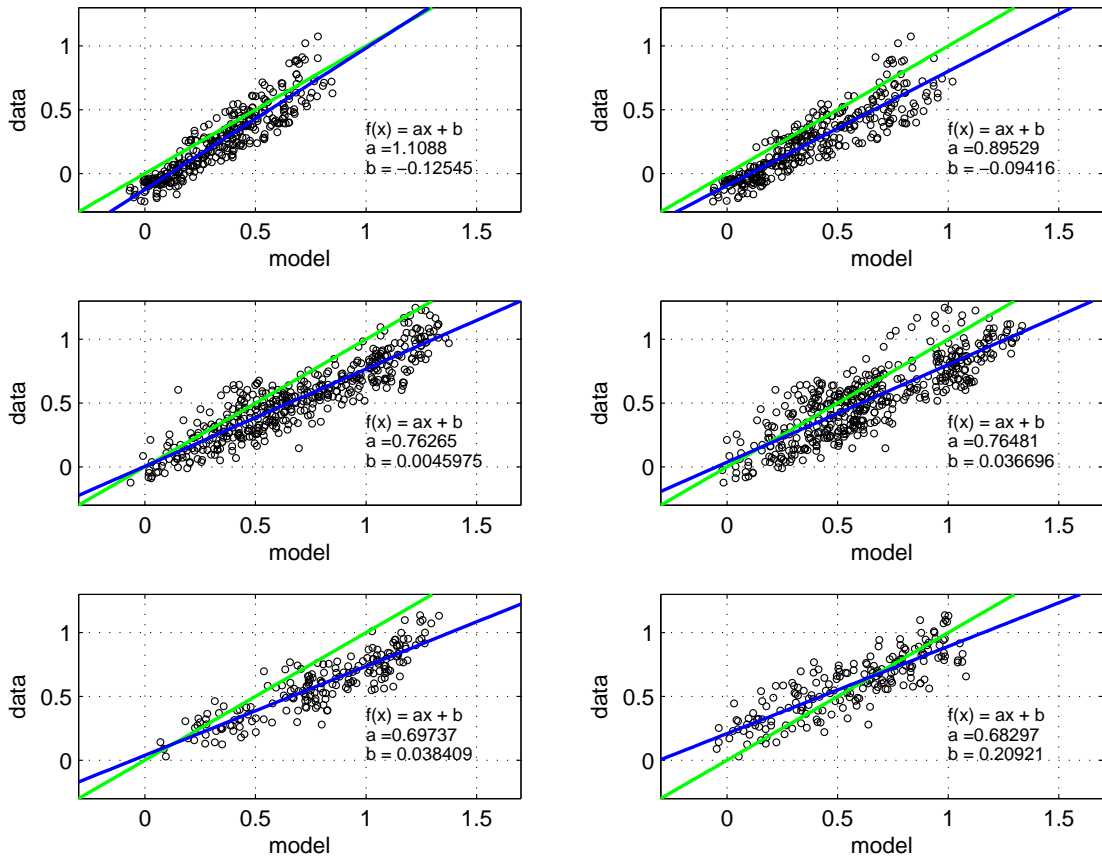 1
0.5
0
data
f(x) = ax + b
a =1.1088
b = −0.12545
0 0.5 1 1.5
model
1
0.5
0
data
f(x) = ax + b
a =0.89529
b = −0.09416
0 0.5 1 1.5
model
1
0.5
0
data
f(x) = ax + b
a =0.76265
b = 0.0045975
0 0.5 1 1.5
model
1
0.5
0
data
f(x) = ax + b
a =0.76481
b = 0.036696
0 0.5 1 1.5
model
1
0.5
0
data
f(x) = ax + b
a =0.69737
b = 0.038409
0 0.5 1 1.5
model
1
0.5
0
data
f(x) = ax + b
a =0.68297
b = 0.20921
0 0.5 1 1.5
model